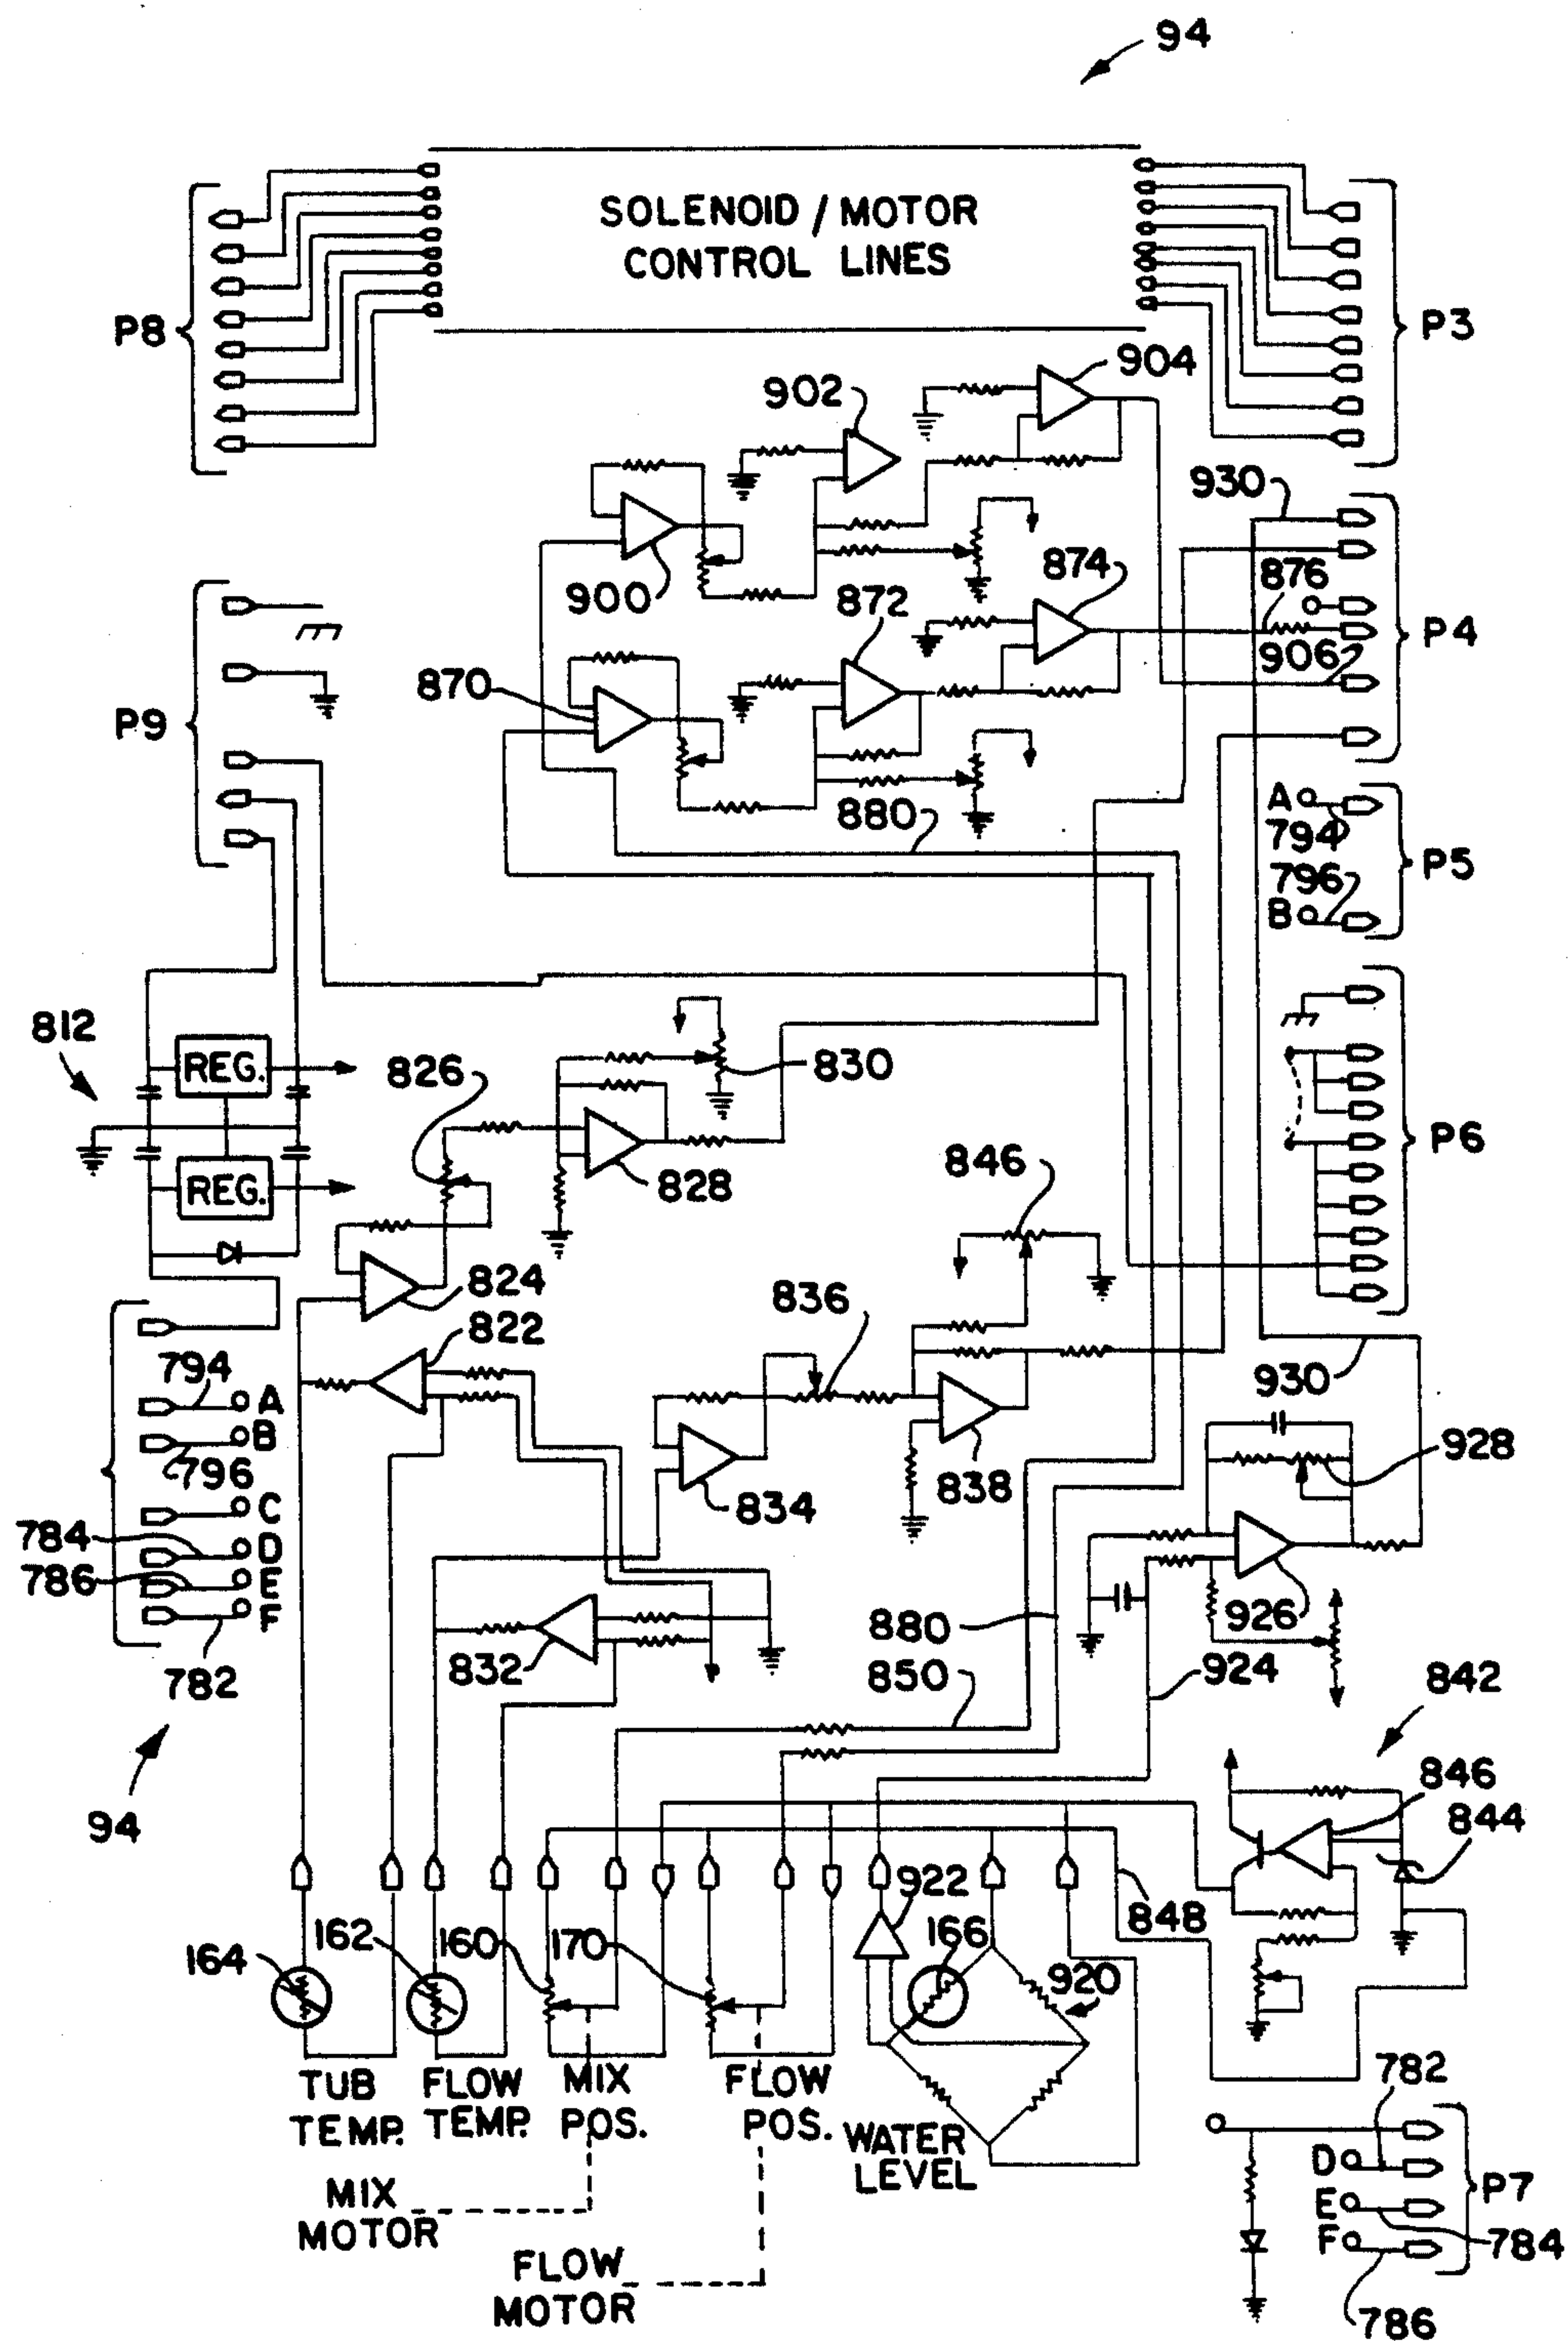 94
SOLENOID / MOTOR
CONTROL LINES
P8
P3
904
902
930
900
874
876
872
P4
906
870
P9
880
A
794
P5
796
B
812
REG.
826
830
P6
REG.
828
846
824
836
822
794
A
930
B
796
928
838
834
C
784
D
786
E
F
926
880
832
782
850
924
842
94
846
844
922
848
162
160
170
166
164
920
TUB
TEMP.
FLOW
TEMP.
MIX
POS.
FLOW
POS.
WATER
LEVEL
782
D
P7
MIX
MOTOR
E
784
F
FLOW
MOTOR
786